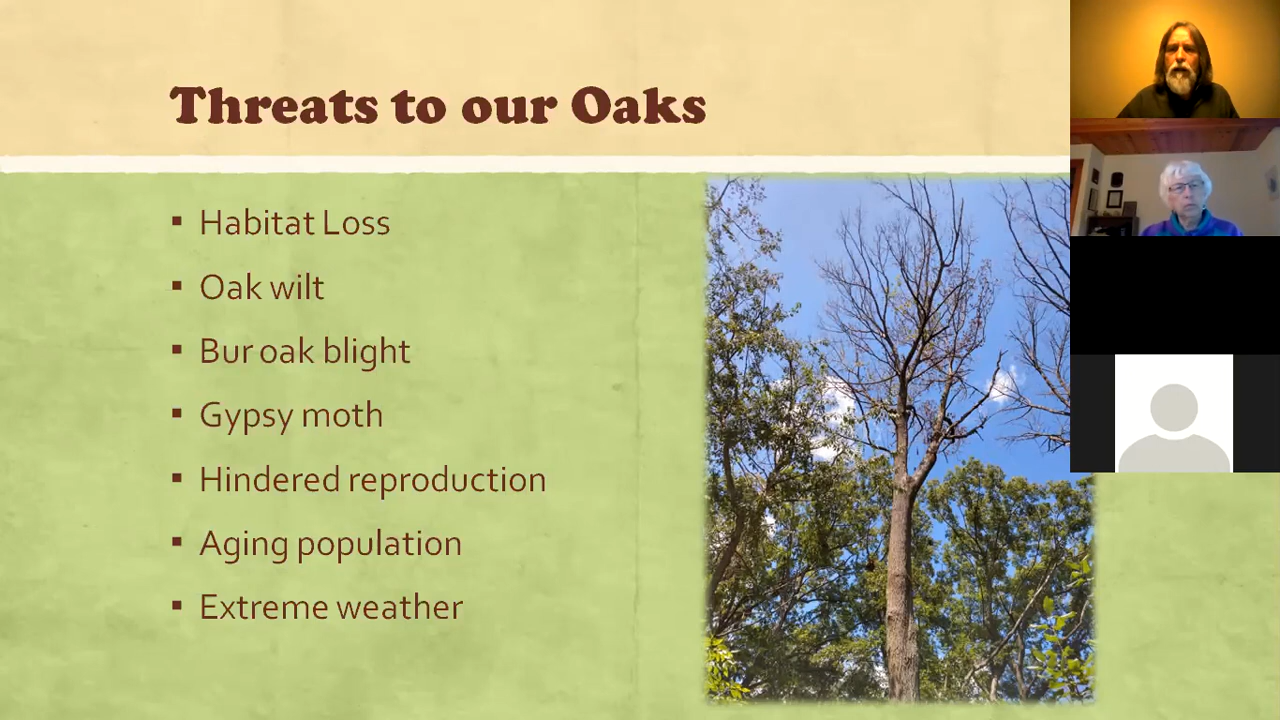 Threats to our Oaks
▪ Habitat Loss
▪ Oak wilt
▪ Bur oak blight
▪ Gypsy moth
▪ Hindered reproduction
▪ Aging population
▪ Extreme weather